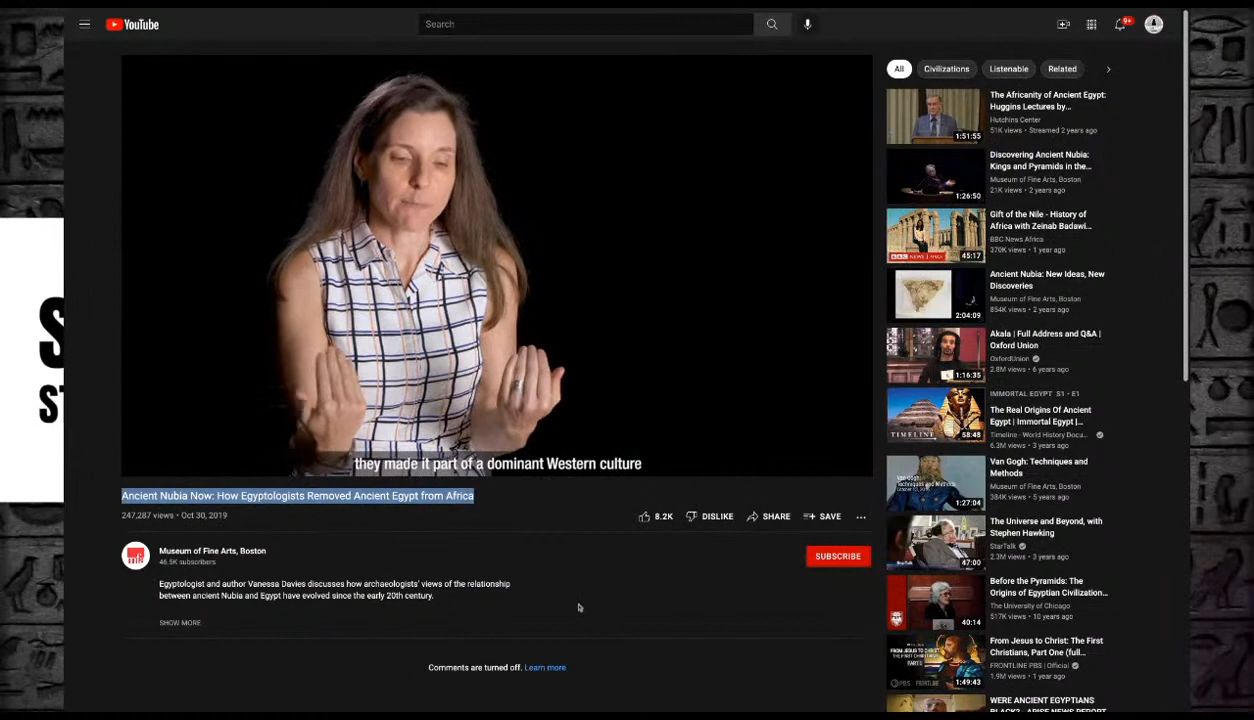 YouTube
Search
9+
they made it part of a dominant Western culture
Ancient Nubia Now: How Egyptologists Removed Ancient Egypt from Africa
247,287 views • Oct 30, 2019
8.2K
DISLIKE
SHARE
SAVE
mfa
Museum of Fine Arts, Boston
46.5K subscribers
SUBSCRIBE
Egyptologist and author Vanessa Davies discusses how archaeologists' views of the relationship
between ancient Nubia and Egypt have evolved since the early 20th century.
SHOW MORE
Comments are turned off. Learn more
All
Civilizations
Listenable
Related
The Africanity of Ancient Egypt:
Huggins Lectures by...
Hutchins Center
51K views • Streamed 2 years ago
1:51:55
Discovering Ancient Nubia:
Kings and Pyramids in the...
Museum of Fine Arts, Boston
21K views • 2 years ago
1:26:50
Gift of the Nile - History of
Africa with Zeinab Badawi...
BBC News Africa
370K views • 1 year ago
BBC NEWS
45:17
Ancient Nubia: New Ideas, New
Discoveries
Museum of Fine Arts, Boston
854K views • 2 years ago
2:04:09
Akala | Full Address and Q&A |
Oxford Union
OxfordUnion
2.8M views • 6 years ago
1:16:35
IMMORTAL EGYPT S1 • E1
The Real Origins Of Ancient
Egypt | Immortal Egypt |...
Timeline - World History Docu...
6.3M views • 3 years ago
TIMELINE
58:48
Van Gogh: Techniques and
Methods
Museum of Fine Arts, Boston
384K views • 5 years ago
1:27:04
The Universe and Beyond, with
Stephen Hawking
StarTalk
2.3M views • 3 years ago
47:00
Before the Pyramids: The
Origins of Egyptian Civilization...
The University of Chicago
517K views • 10 years ago
40:14
From Jesus to Christ: The First
Christians, Part One (full...
FRONTLINE PBS | Official
1.9M views • 1 year ago
PBS FRONTLINE
1:49:43
WERE ANCIENT EGYPTIANS
BLACK? - ARISE NEWS REPORT
S
ST